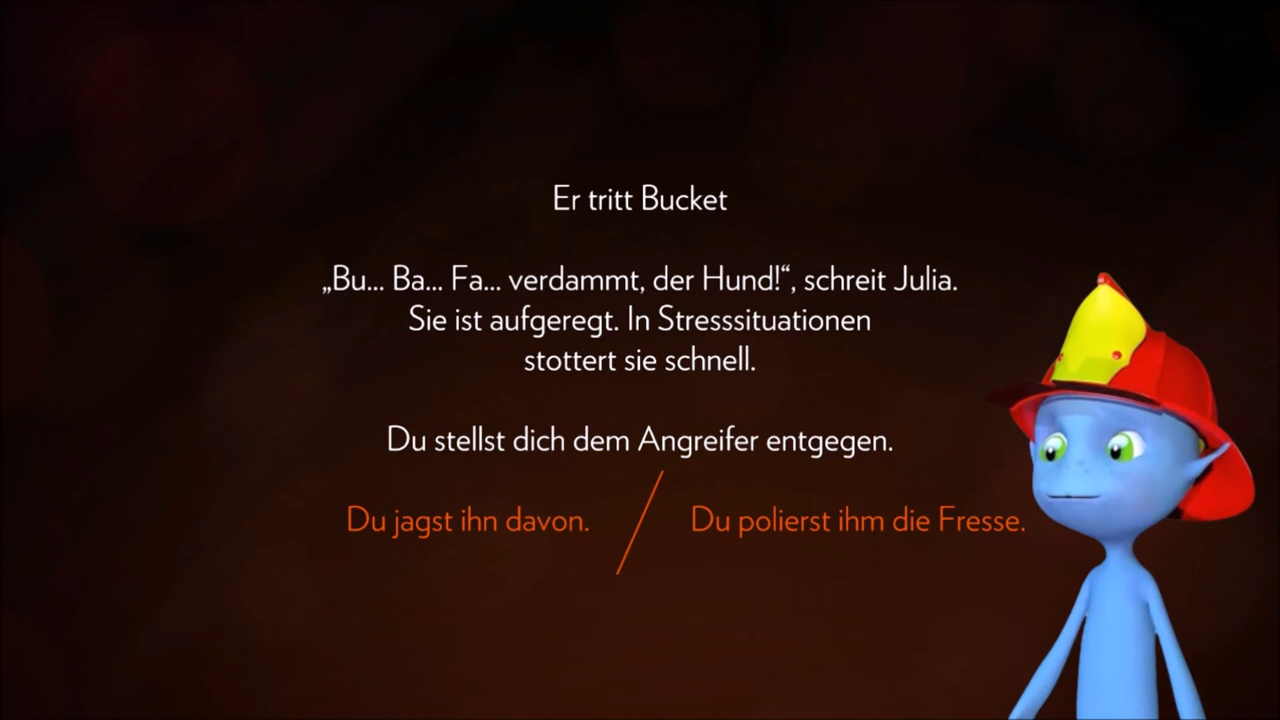 Er tritt Bucket
„Bu... Ba... Fa... verdammt, der Hund!“, schreit Julia.
Sie ist aufgeregt. In Stresssituationen
stottert sie schnell.
Du stellst dich dem Angreifer entgegen.
Du jagst ihn davon. / Du polierst ihm die Fresse.